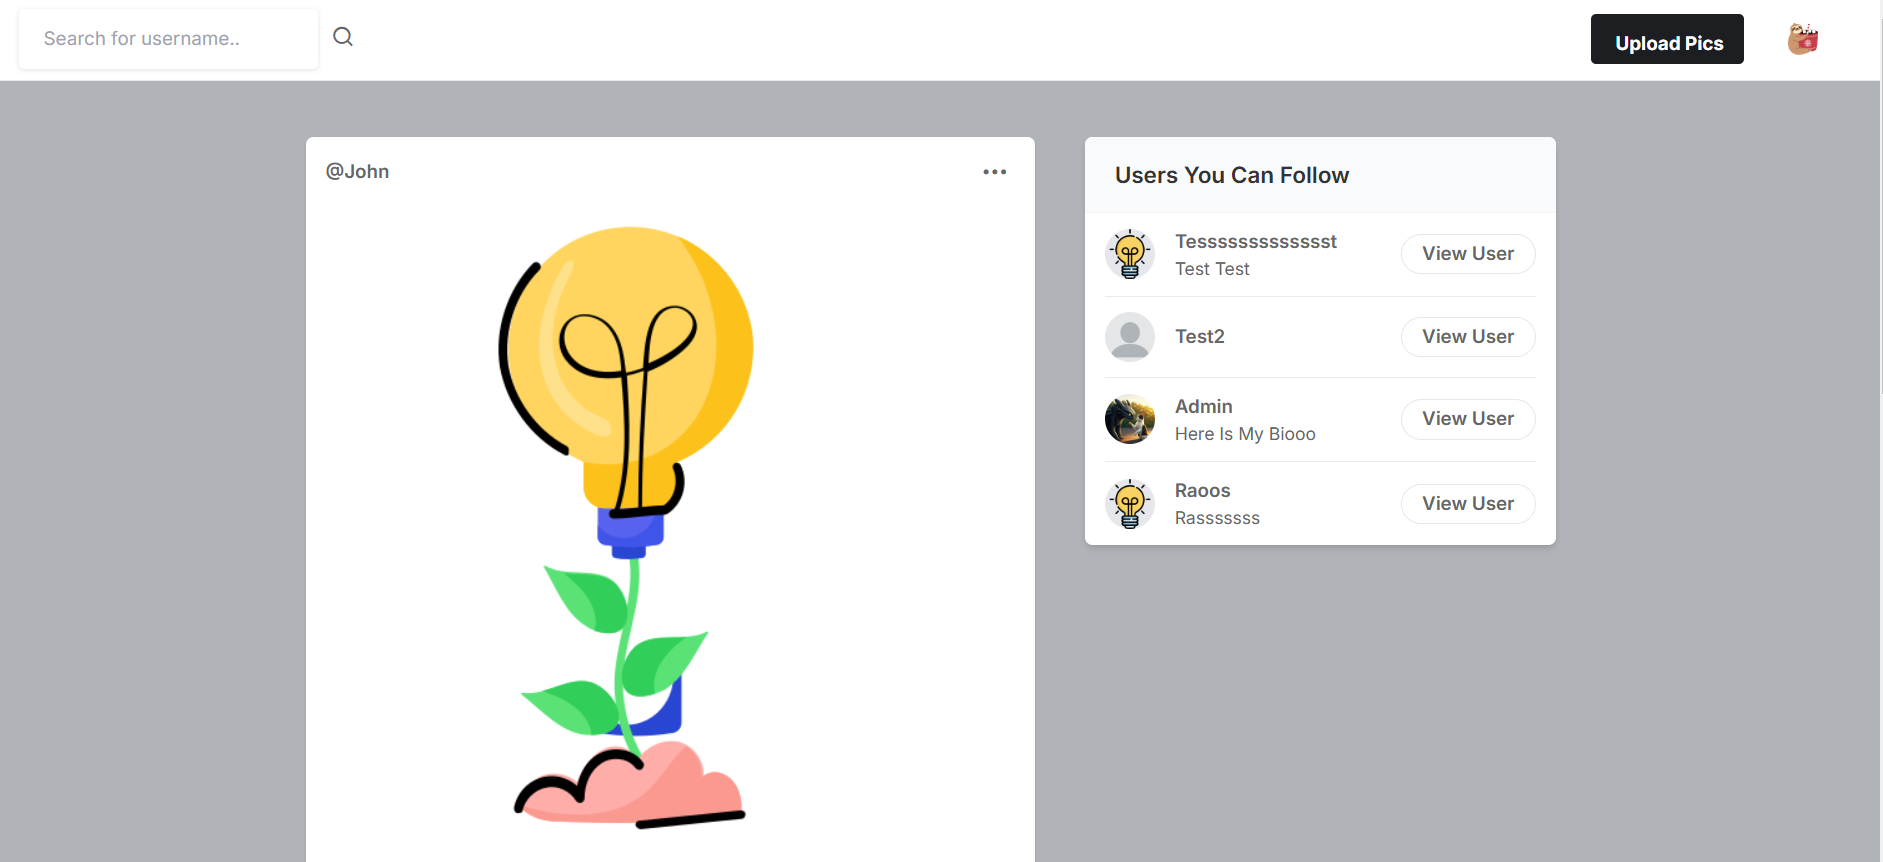 Search for username..
Upload Pics
@John
Users You Can Follow
Tessssssssssssst
Test Test
View User
Test2
View User
Admin
Here Is My Biooo
View User
Raoos
Rasssssss
View User